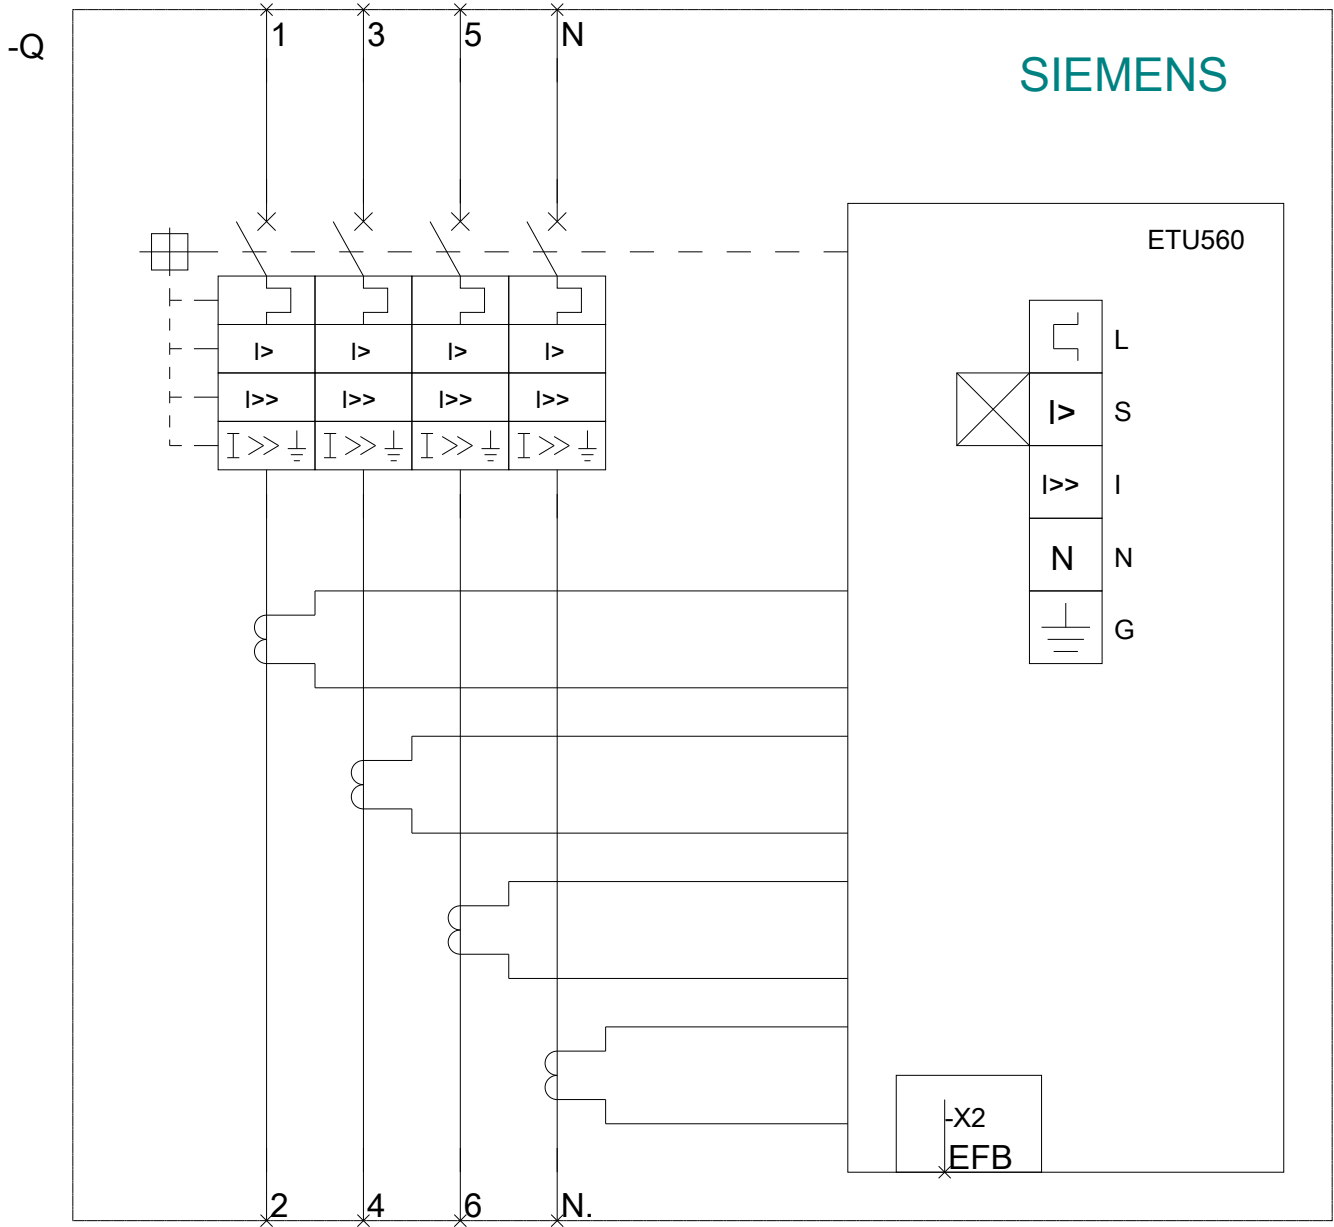 1 3 5 N
-Q
SIEMENS
ETU560
L
I> I> I> I> 
I>> I>> I>> I>>
I> S
I >> I >> I >> I >>
I>> I
N N
G
-X2
EFB
2 4 6 N.